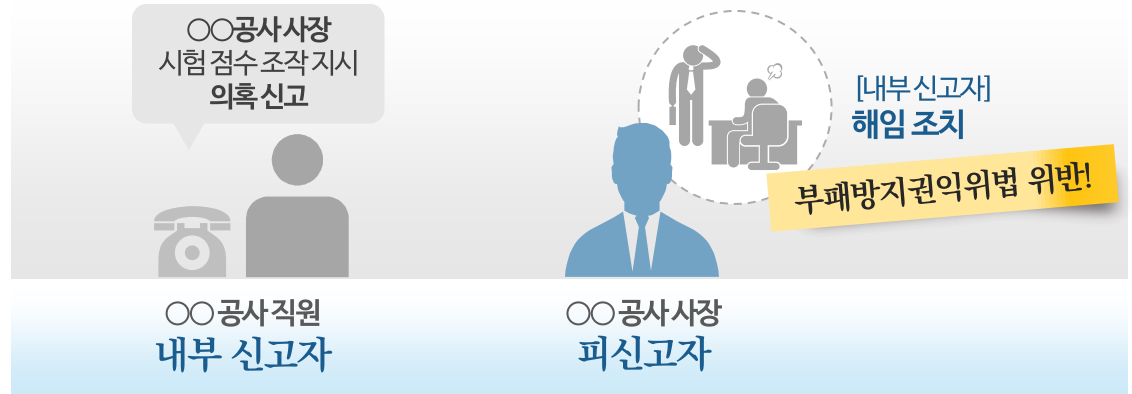 ○○공사 사장
시험 점수 조작 지시
의혹 신고
[내부 신고자]
해임 조치
부패방지권익위법 위반!
○○ 공사 직원
내부 신고자
○○ 공사 사장
피신고자